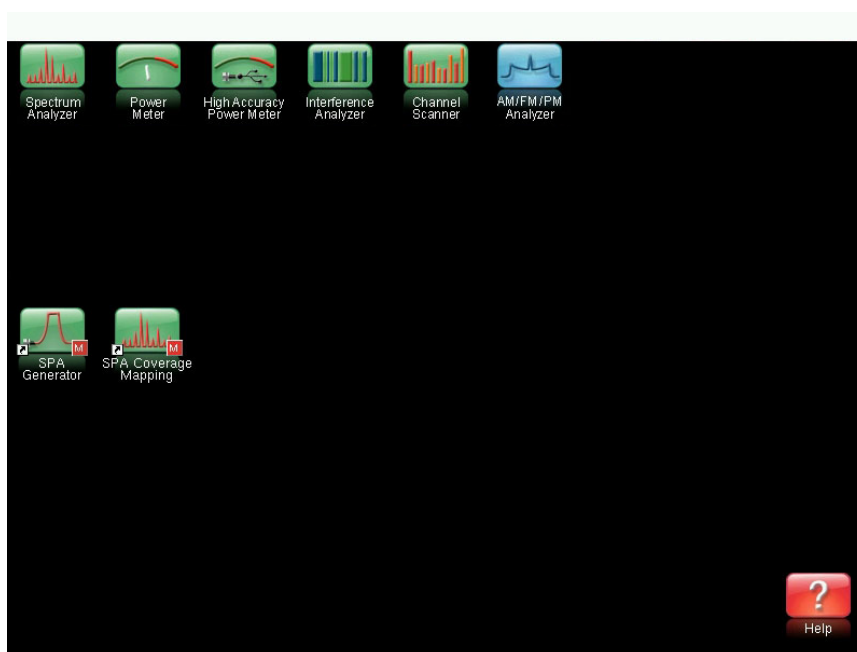 Spectrum
Analyzer
Power
Meter
High Accuracy
Power Meter
Interference
Analyzer
Channel
Scanner
AM/FM/PM
Analyzer
M
SPA
Generator
M
SPA Coverage
Mapping
?
Help